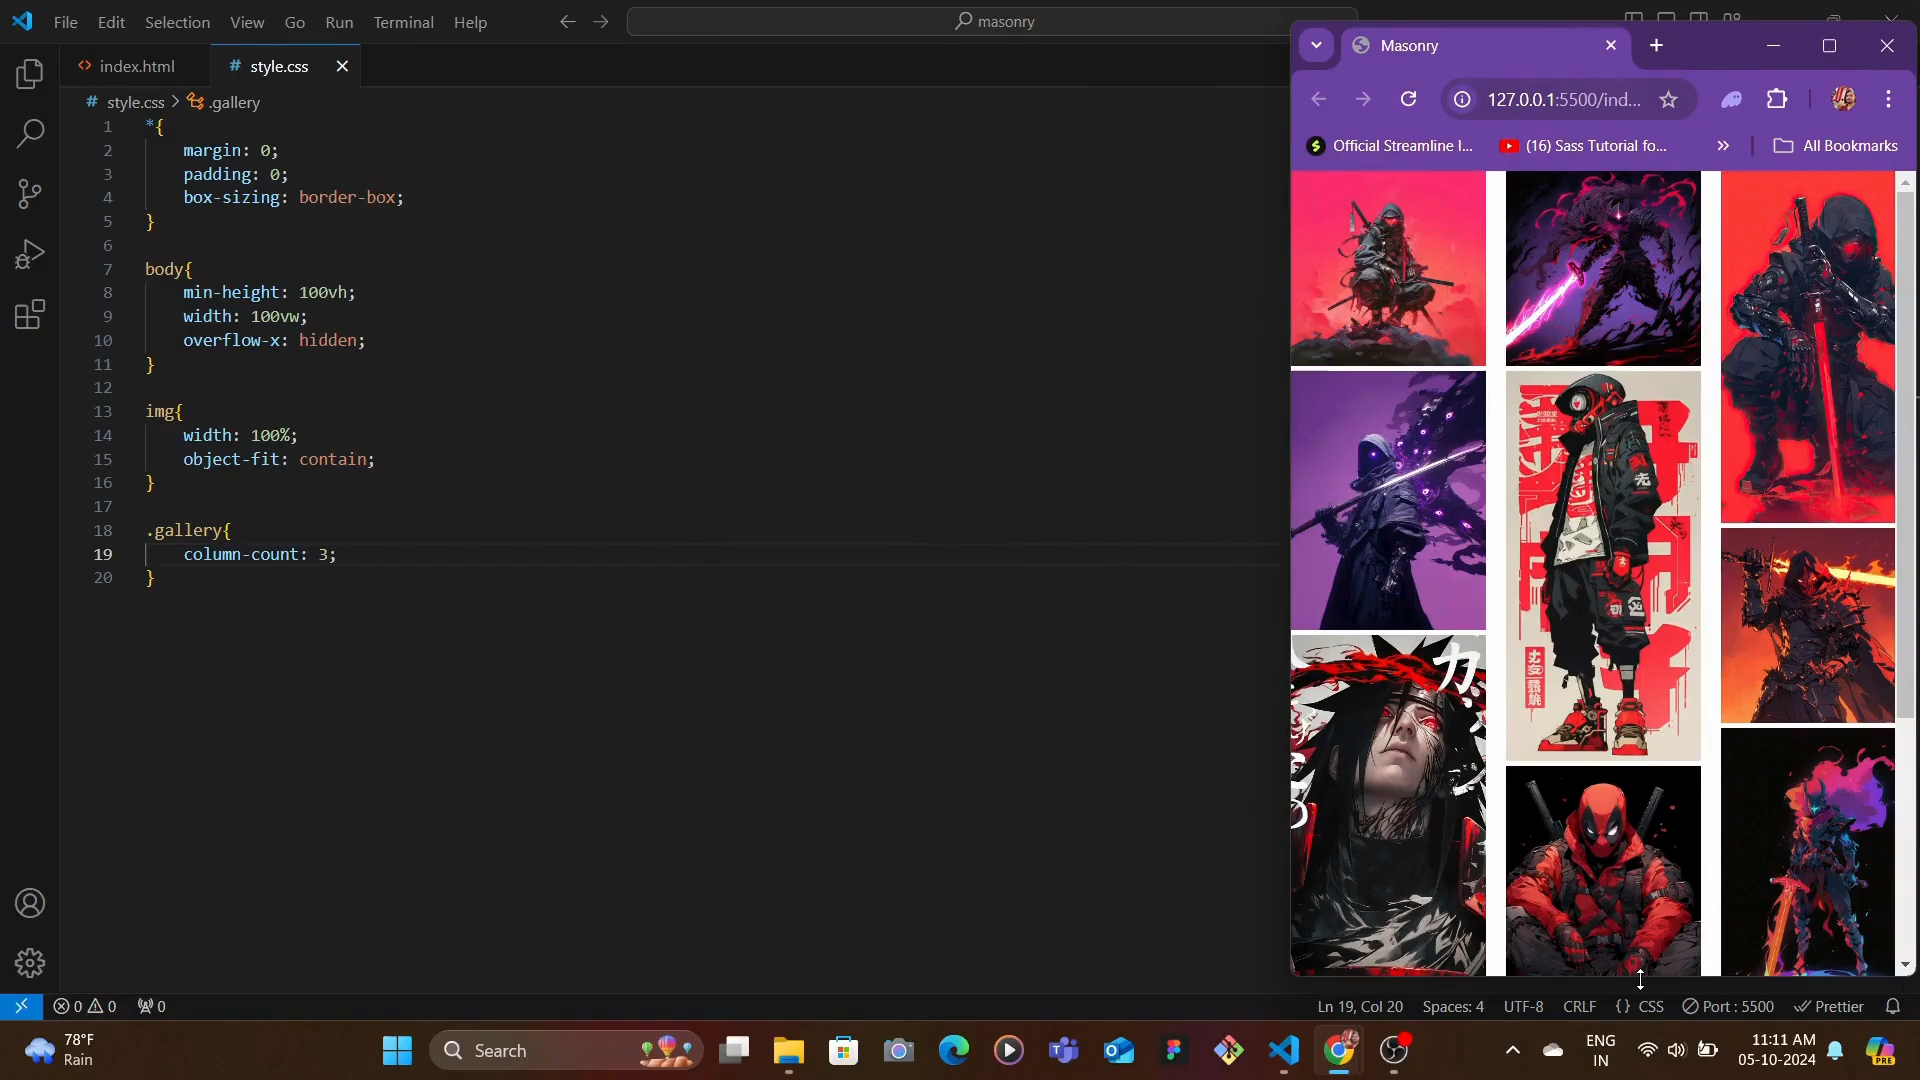 File Edit Selection View Go Run Terminal Help
masonry
index.html
# style.css
# style.css > .gallery
1 *{
2 margin: 0;
3 padding: 0;
4 box-sizing: border-box;
5 }
6
7 body{
8 min-height: 100vh;
9 width: 100vw;
10 overflow-x: hidden;
11 }
12
13 img{
14 width: 100%;
15 object-fit: contain;
16 }
17
18 .gallery{
19 column-count: 3;
20 }
Masonry
127.0.0.1:5500/ind...
Official Streamline I...
(16) Sass Tutorial fo...
All Bookmarks
0 0 0
Ln 19, Col 20
Spaces: 4
UTF-8
CRLF
{ } CSS
Port : 5500
Prettier
78°F
Rain
Search
ENG
IN
11:11 AM
05-10-2024
PRE